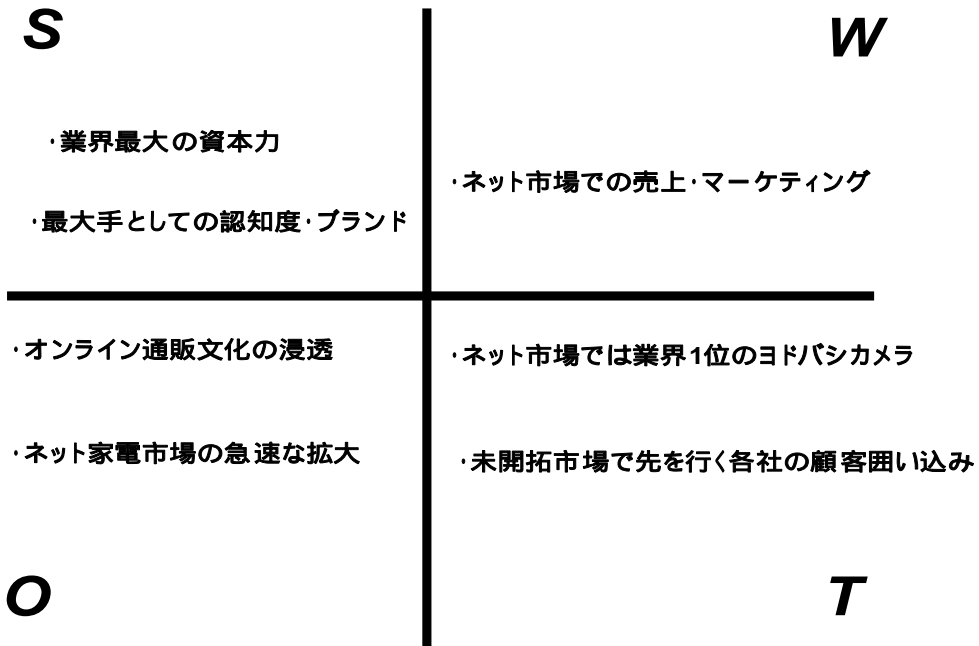 S
・業界最大の資本力
・最大手としての認知度・ブランド
W
・ネット市場での売上・マーケティング
・オンライン通販文化の浸透
・ネット家電市場の急速な拡大
O
・ネット市場では業界1位のヨドバシカメラ
・未開拓市場で先を行く各社の顧客囲い込み
T